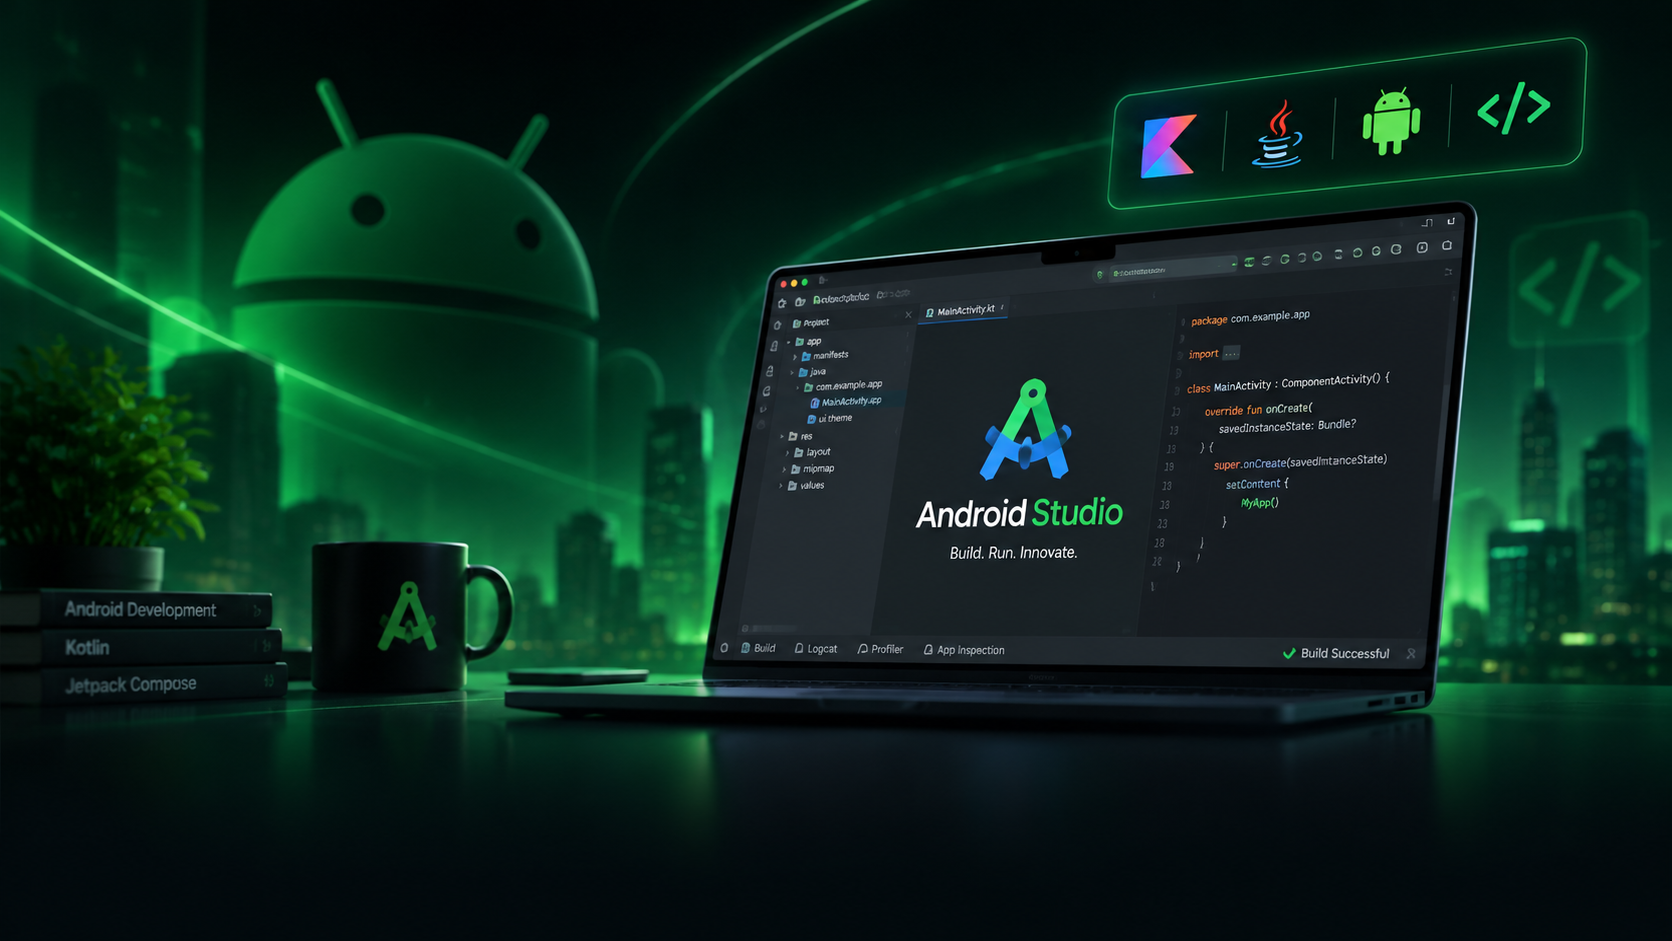 Project
app
manifests
java
com.example.app
MainActivity.app
ui theme
res
layout
mipmap
values
MainActivity.kt
Android Studio
Build. Run. Innovate.
package com.example.app
import ....
class MainActivity : ComponentActivity() {
override fun onCreate(
savedInstanceState: Bundle?
) {
super.onCreate(savedImtanceState)
setContent {
MyApp()
}
}
}
Build
Logcat
Profiler
App Inspection
Build Successful
Android Development
Kotlin
Jetpack Compose